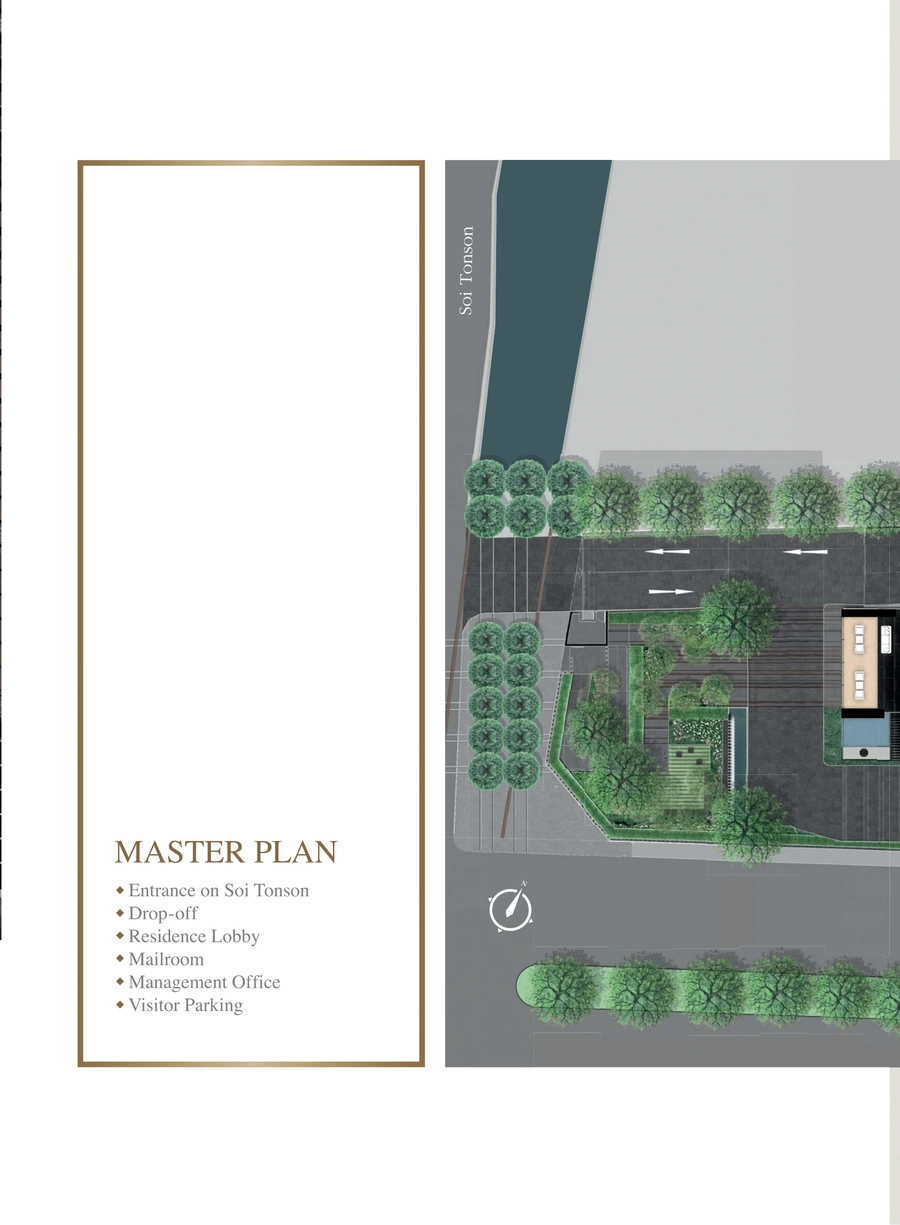 MASTER PLAN
◆ Entrance on Soi Tonson
◆ Drop-off
◆ Residence Lobby
◆ Mailroom
◆ Management Office
◆ Visitor Parking
Soi Tonson
N